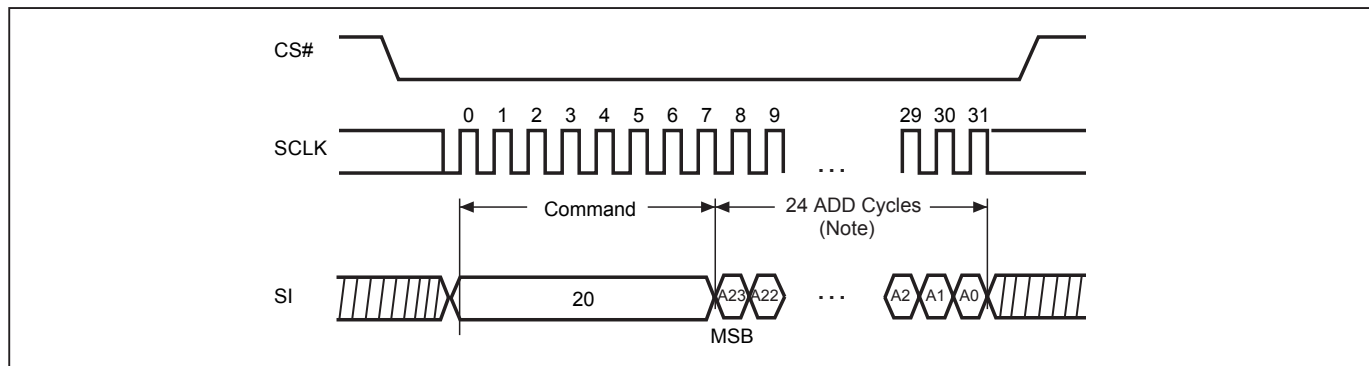 CS#
0 1 2 3 4 5 6 7 8 9 29 30 31
SCLK
. . .
Command
24 ADD Cycles
(Note)
SI
20
A23 A22 . . . A2 A1 A0
MSB